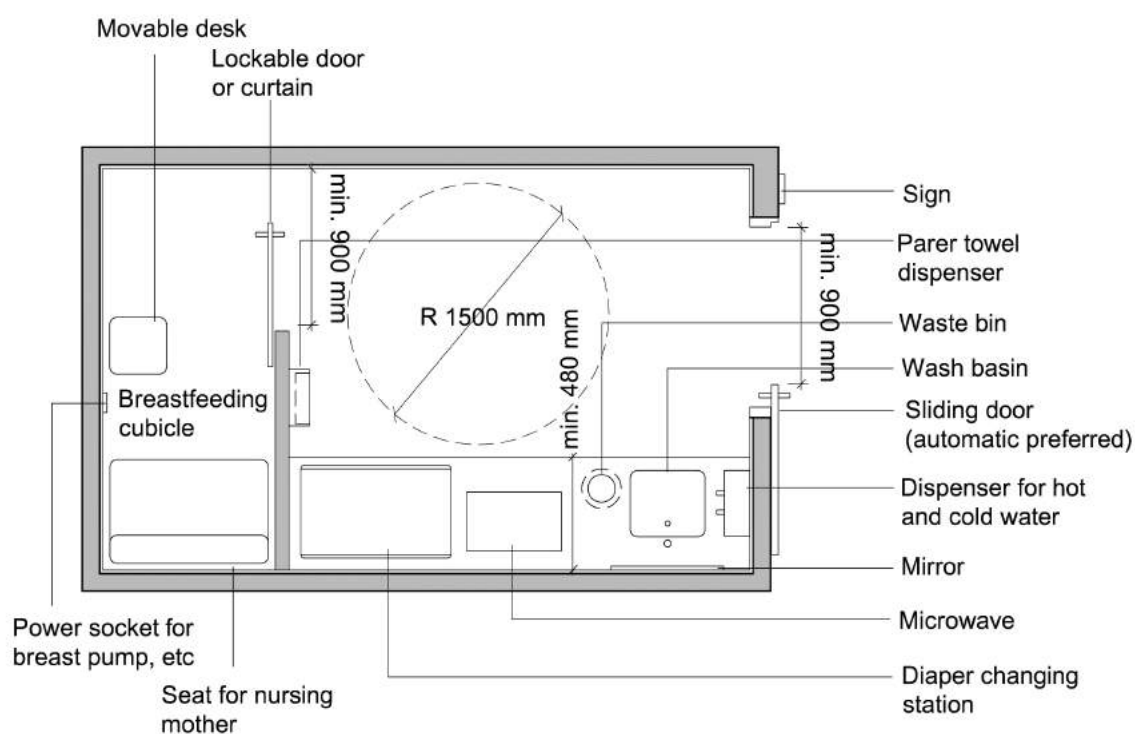 Movable desk
Lockable door
or curtain
min. 900 mm
Sign
min. 900 mm
Parer towel
dispenser
R 1500 mm
Waste bin
min. 480 mm
Wash basin
Breastfeeding
cubicle
Sliding door
(automatic preferred)
Dispenser for hot
and cold water
Mirror
Microwave
Power socket for
breast pump, etc
Diaper changing
station
Seat for nursing
mother